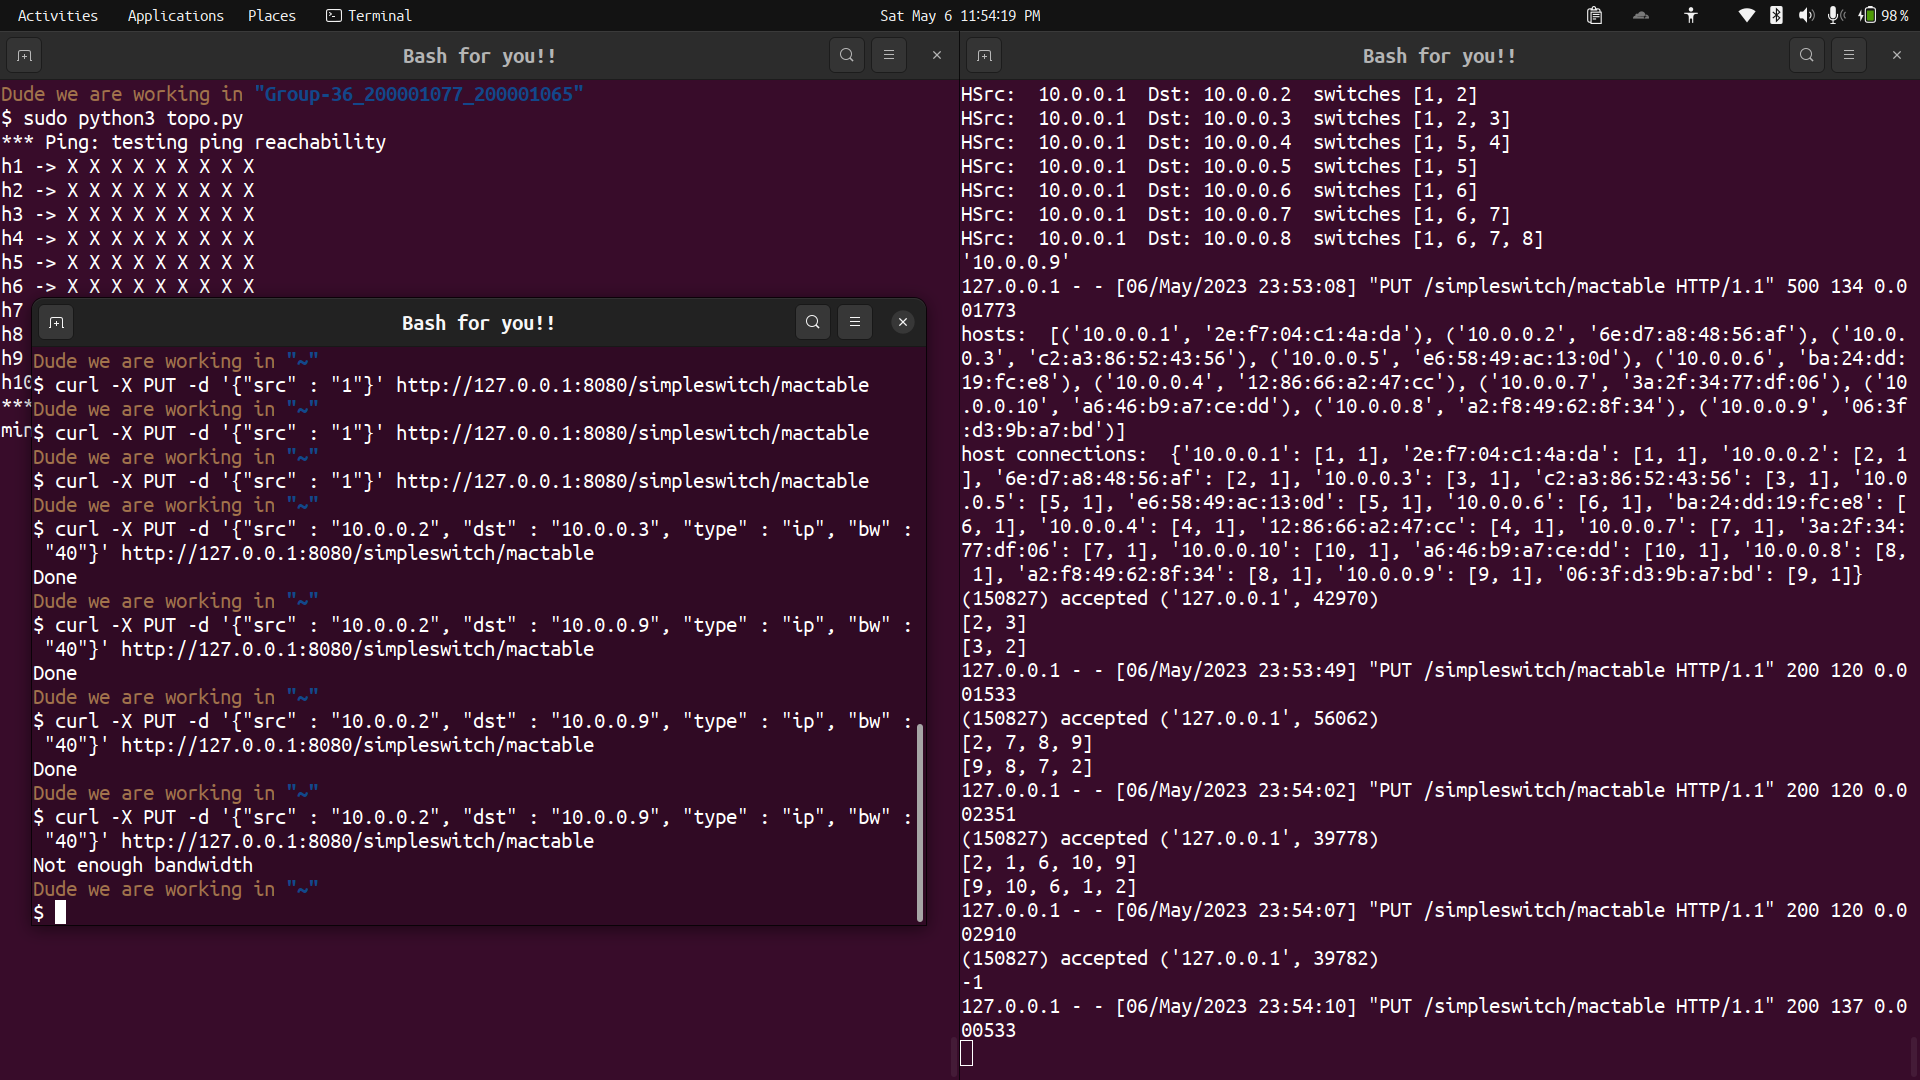 Activities Applications Places Terminal Sat May 6 11:54:19 PM 98%
Bash for you!!
Dude we are working in "Group-36_200001077_200001065"
$ sudo python3 topo.py
*** Ping: testing ping reachability
h1 -> X X X X X X X X X
h2 -> X X X X X X X X X
h3 -> X X X X X X X X X
h4 -> X X X X X X X X X
h5 -> X X X X X X X X X
h6 -> X X X X X X X X X
h7
h8
h9
h10
***
min
Bash for you!!
Dude we are working in "~"
$ curl -X PUT -d '{"src" : "1"}' http://127.0.0.1:8080/simpleswitch/mactable
Dude we are working in "~"
$ curl -X PUT -d '{"src" : "1"}' http://127.0.0.1:8080/simpleswitch/mactable
Dude we are working in "~"
$ curl -X PUT -d '{"src" : "1"}' http://127.0.0.1:8080/simpleswitch/mactable
Dude we are working in "~"
$ curl -X PUT -d '{"src" : "10.0.0.2", "dst" : "10.0.0.3", "type" : "ip", "bw" :
"40"}' http://127.0.0.1:8080/simpleswitch/mactable
Done
Dude we are working in "~"
$ curl -X PUT -d '{"src" : "10.0.0.2", "dst" : "10.0.0.9", "type" : "ip", "bw" :
"40"}' http://127.0.0.1:8080/simpleswitch/mactable
Done
Dude we are working in "~"
$ curl -X PUT -d '{"src" : "10.0.0.2", "dst" : "10.0.0.9", "type" : "ip", "bw" :
"40"}' http://127.0.0.1:8080/simpleswitch/mactable
Done
Dude we are working in "~"
$ curl -X PUT -d '{"src" : "10.0.0.2", "dst" : "10.0.0.9", "type" : "ip", "bw" :
"40"}' http://127.0.0.1:8080/simpleswitch/mactable
Not enough bandwidth
Dude we are working in "~"
$
Bash for you!!
HSrc:  10.0.0.1  Dst: 10.0.0.2  switches [1, 2]
HSrc:  10.0.0.1  Dst: 10.0.0.3  switches [1, 2, 3]
HSrc:  10.0.0.1  Dst: 10.0.0.4  switches [1, 5, 4]
HSrc:  10.0.0.1  Dst: 10.0.0.5  switches [1, 5]
HSrc:  10.0.0.1  Dst: 10.0.0.6  switches [1, 6]
HSrc:  10.0.0.1  Dst: 10.0.0.7  switches [1, 6, 7]
HSrc:  10.0.0.1  Dst: 10.0.0.8  switches [1, 6, 7, 8]
'10.0.0.9'
127.0.0.1 - - [06/May/2023 23:53:08] "PUT /simpleswitch/mactable HTTP/1.1" 500 134 0.0
01773
hosts:  [('10.0.0.1', '2e:f7:04:c1:4a:da'), ('10.0.0.2', '6e:d7:a8:48:56:af'), ('10.0.
0.3', 'c2:a3:86:52:43:56'), ('10.0.0.5', 'e6:58:49:ac:13:0d'), ('10.0.0.6', 'ba:24:dd:
19:fc:e8'), ('10.0.0.4', '12:86:66:a2:47:cc'), ('10.0.0.7', '3a:2f:34:77:df:06'), ('10
.0.0.10', 'a6:46:b9:a7:ce:dd'), ('10.0.0.8', 'a2:f8:49:62:8f:34'), ('10.0.0.9', '06:3f
:d3:9b:a7:bd')]
host connections:  {'10.0.0.1': [1, 1], '2e:f7:04:c1:4a:da': [1, 1], '10.0.0.2': [2, 1
], '6e:d7:a8:48:56:af': [2, 1], '10.0.0.3': [3, 1], 'c2:a3:86:52:43:56': [3, 1], '10.0
.0.5': [5, 1], 'e6:58:49:ac:13:0d': [5, 1], '10.0.0.6': [6, 1], 'ba:24:dd:19:fc:e8': [
6, 1], '10.0.0.4': [4, 1], '12:86:66:a2:47:cc': [4, 1], '10.0.0.7': [7, 1], '3a:2f:34:
77:df:06': [7, 1], '10.0.0.10': [10, 1], 'a6:46:b9:a7:ce:dd': [10, 1], '10.0.0.8': [8,
1], 'a2:f8:49:62:8f:34': [8, 1], '10.0.0.9': [9, 1], '06:3f:d3:9b:a7:bd': [9, 1]}
(150827) accepted ('127.0.0.1', 42970)
[2, 3]
[3, 2]
127.0.0.1 - - [06/May/2023 23:53:49] "PUT /simpleswitch/mactable HTTP/1.1" 200 120 0.0
01533
(150827) accepted ('127.0.0.1', 56062)
[2, 7, 8, 9]
[9, 8, 7, 2]
127.0.0.1 - - [06/May/2023 23:54:02] "PUT /simpleswitch/mactable HTTP/1.1" 200 120 0.0
02351
(150827) accepted ('127.0.0.1', 39778)
[2, 1, 6, 10, 9]
[9, 10, 6, 1, 2]
127.0.0.1 - - [06/May/2023 23:54:07] "PUT /simpleswitch/mactable HTTP/1.1" 200 120 0.0
02910
(150827) accepted ('127.0.0.1', 39782)
-1
127.0.0.1 - - [06/May/2023 23:54:10] "PUT /simpleswitch/mactable HTTP/1.1" 200 137 0.0
00533